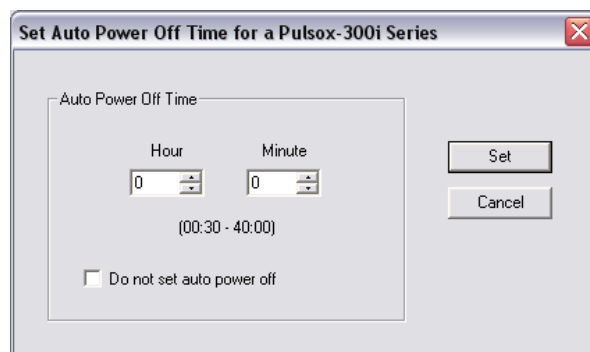 Set Auto Power Off Time for a Pulsox-300i Series
Auto Power Off Time
Hour Minute
0 0
(00:30 - 40:00)
Do not set auto power off
Set
Cancel